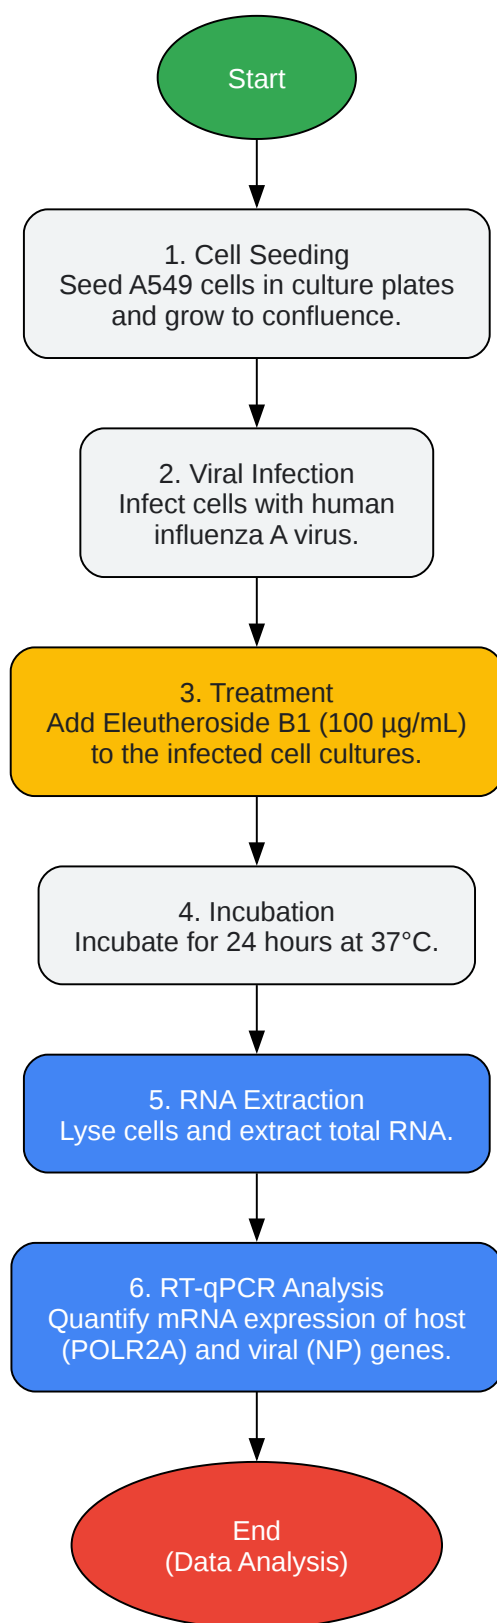 Start
1. Cell Seeding
Seed A549 cells in culture plates
and grow to confluence.
2. Viral Infection
Infect cells with human
influenza A virus.
3. Treatment
Add Eleutheroside B1 (100 µg/mL)
to the infected cell cultures.
4. Incubation
Incubate for 24 hours at 37°C.
5. RNA Extraction
Lyse cells and extract total RNA.
6. RT-qPCR Analysis
Quantify mRNA expression of host
(POLR2A) and viral (NP) genes.
End
(Data Analysis)